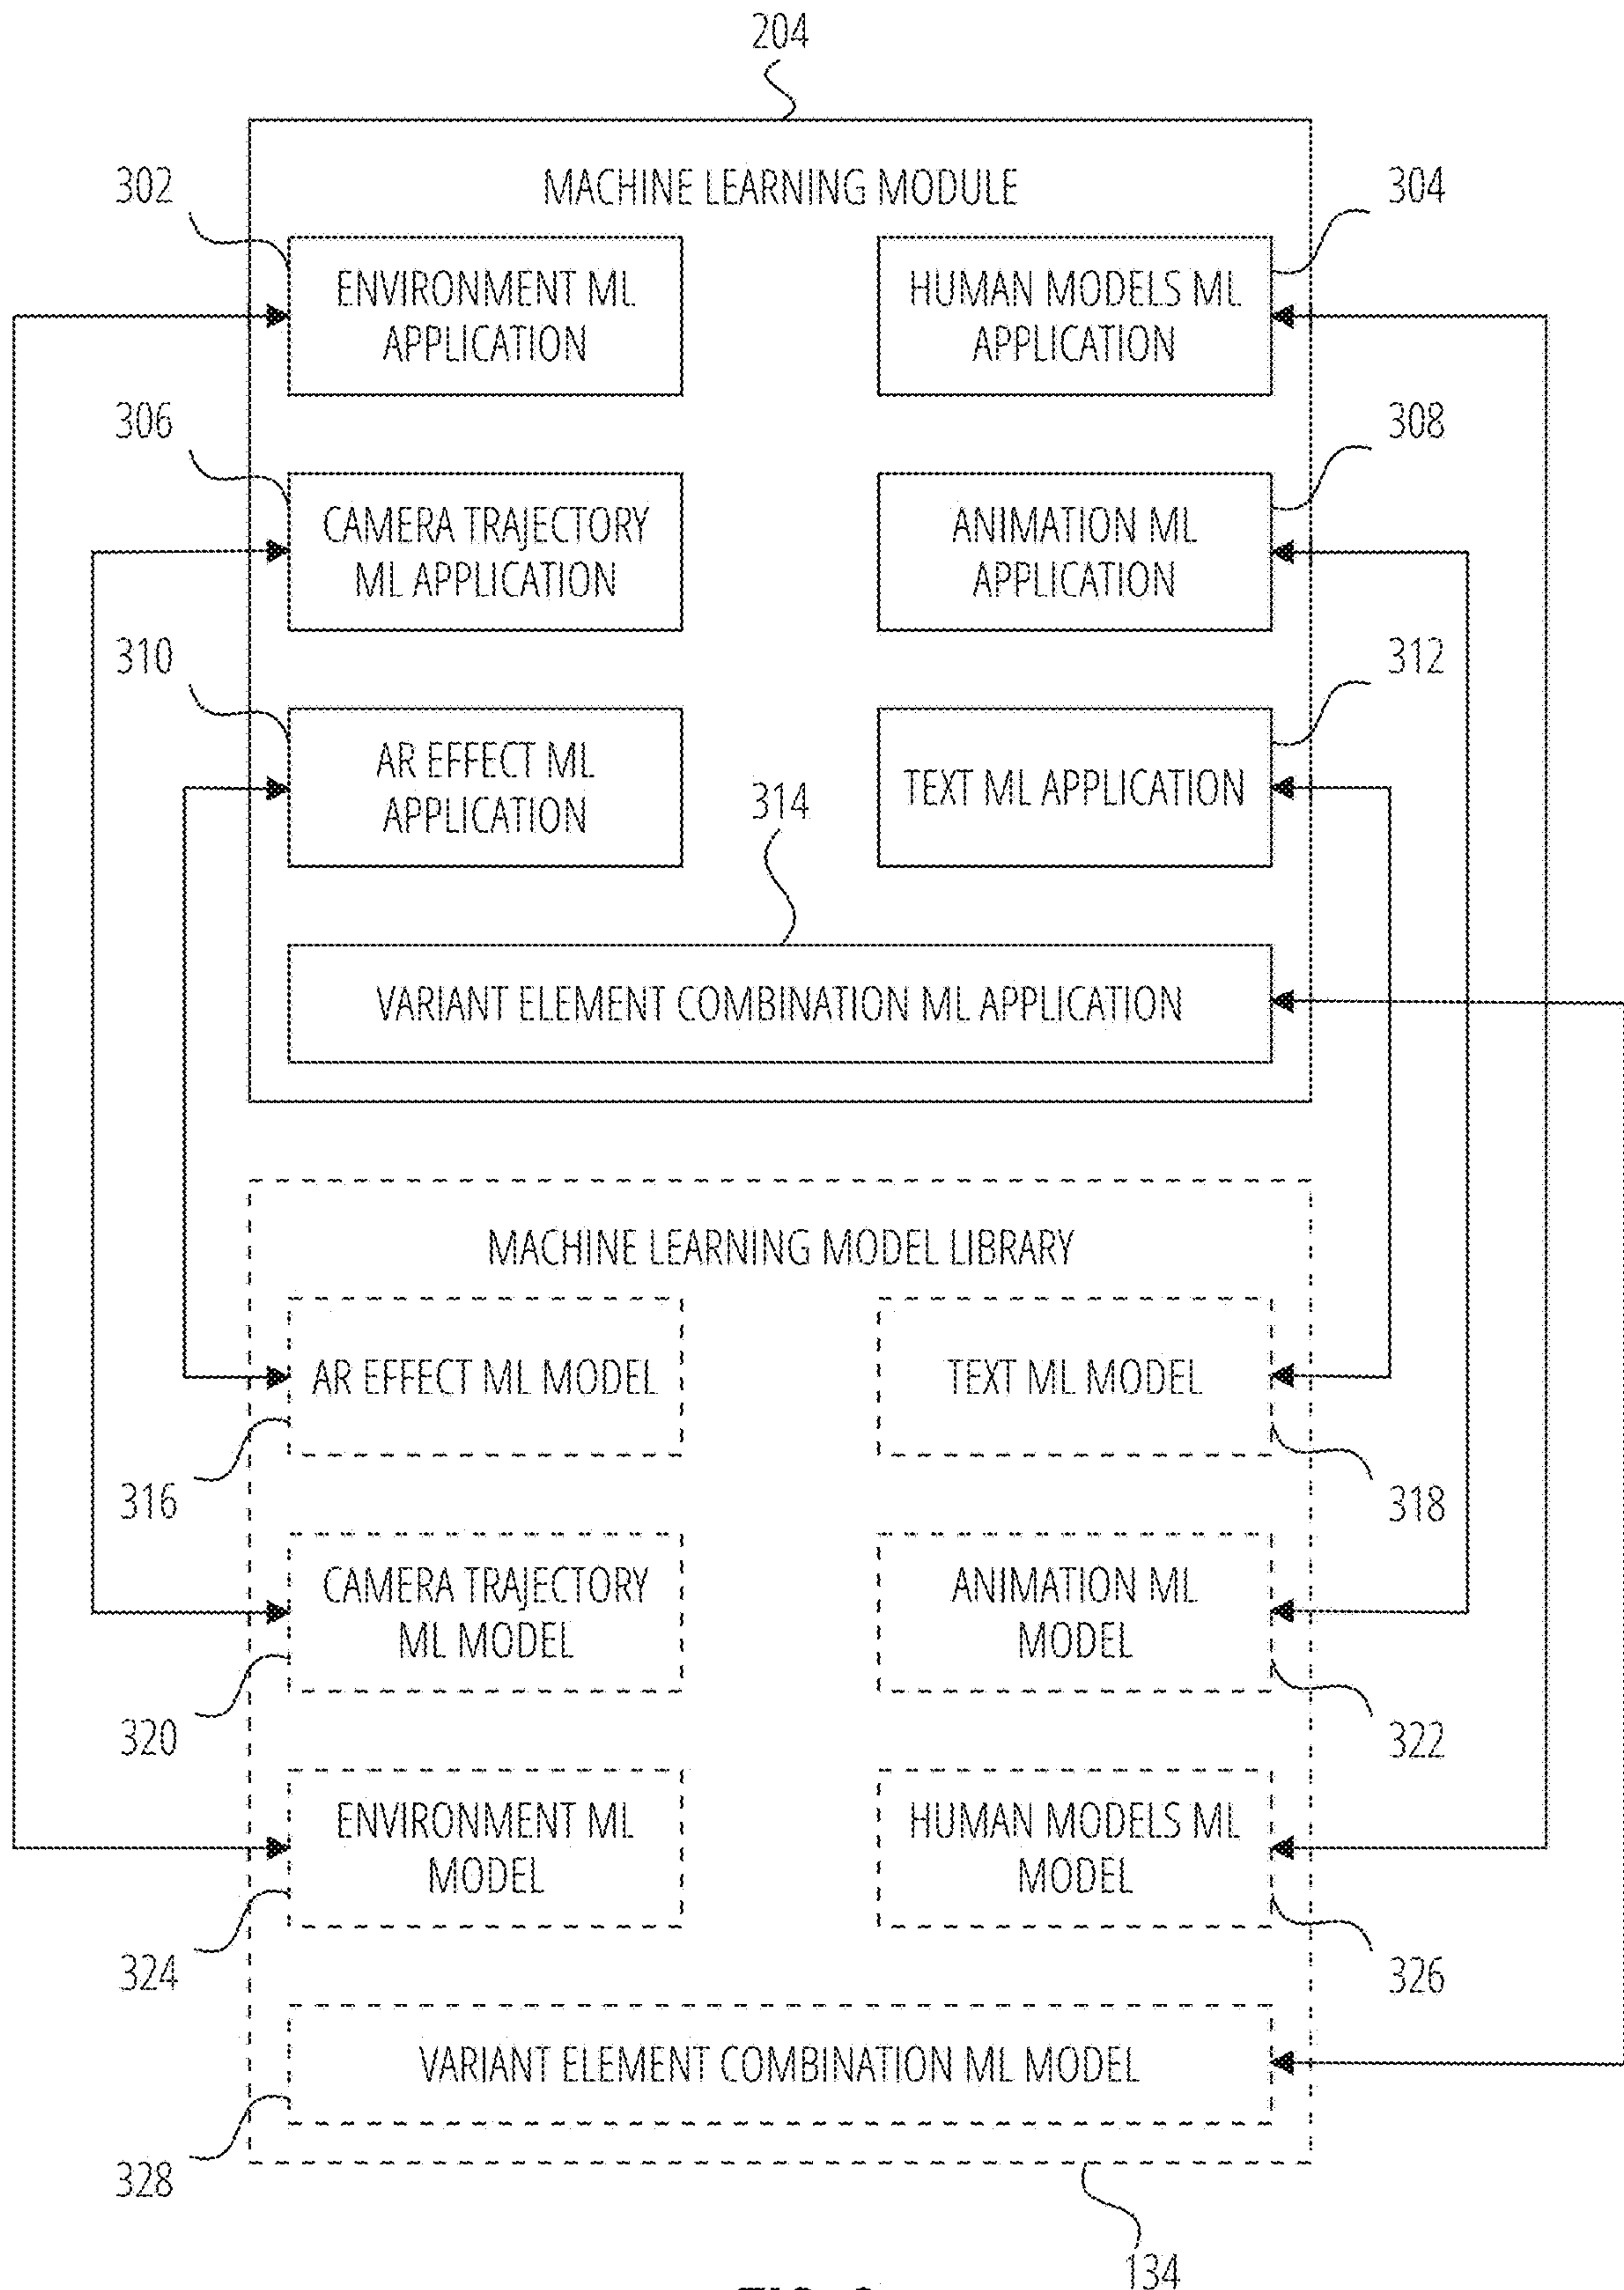 204
MACHINE LEARNING MODULE
302
304
ENVIRONMENT ML
APPLICATION
HUMAN MODELS ML
APPLICATION
306
308
CAMERA TRAJECTORY
ML APPLICATION
ANIMATION ML
APPLICATION
310
312
AR EFFECT ML
APPLICATION
TEXT ML APPLICATION
314
VARIANT ELEMENT COMBINATION ML APPLICATION
MACHINE LEARNING MODEL LIBRARY
AR EFFECT ML MODEL
TEXT ML MODEL
316
318
CAMERA TRAJECTORY
ML MODEL
ANIMATION ML
MODEL
320
322
ENVIRONMENT ML
MODEL
HUMAN MODELS ML
MODEL
324
326
VARIANT ELEMENT COMBINATION ML MODEL
328
134